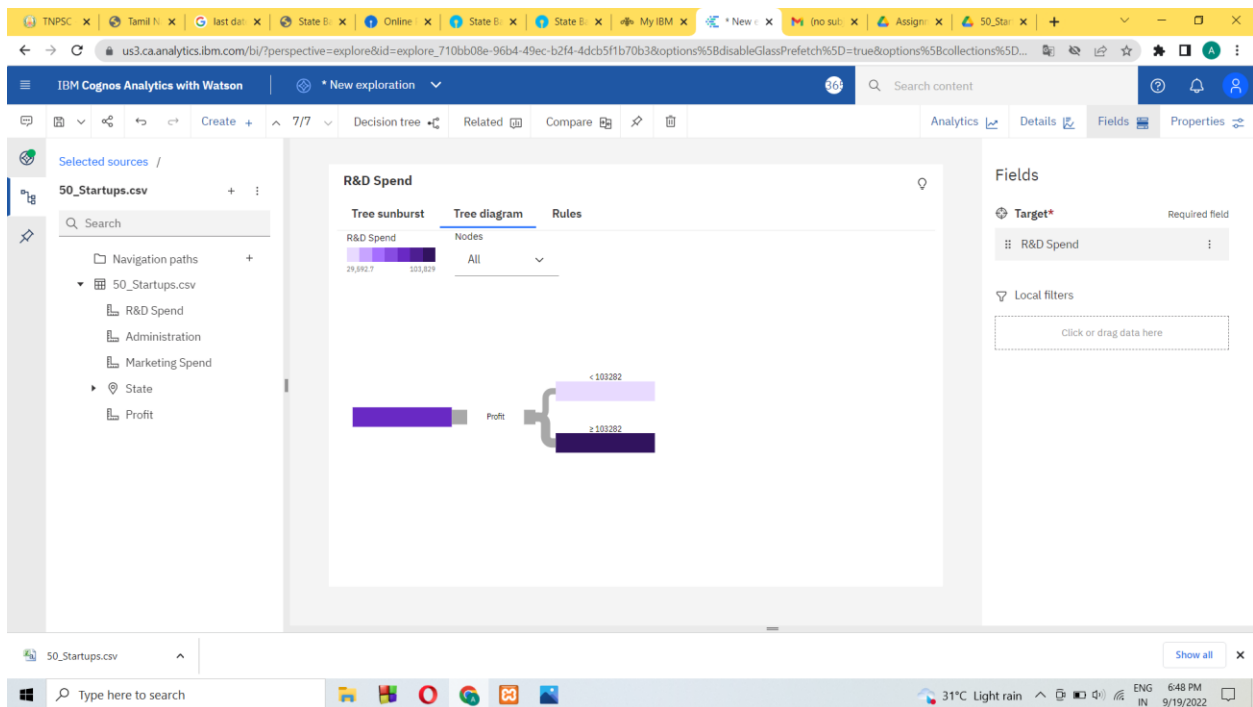 TNPSC
Tamil N
last dat
State B
Online
State B
State B
My IBM
* New e
(no sub
Assignm
50_Star
us3.ca.analytics.ibm.com/bi/?perspective=explore&id=explore_710bb08e-96b4-49ec-b2f4-4dcb5f1b70b3&options%5BdisableGlassPrefetch%5D=true&options%5Bcollections%5D...
A
IBM Cognos Analytics with Watson
* New exploration
Search content
Create +
7/7
Decision tree
Related
Compare
Analytics
Details
Fields
Properties
Selected sources /
50_Startups.csv
Search
Navigation paths
50_Startups.csv
R&D Spend
Administration
Marketing Spend
State
Profit
R&D Spend
Tree sunburst
Tree diagram
Rules
R&D Spend
29,692.7
103,829
Nodes
All
Profit
< 103282
≥ 103282
Fields
Target*
Required field
R&D Spend
Local filters
Click or drag data here
50_Startups.csv
Show all
Type here to search
31°C Light rain
ENG
IN
6:48 PM
9/19/2022